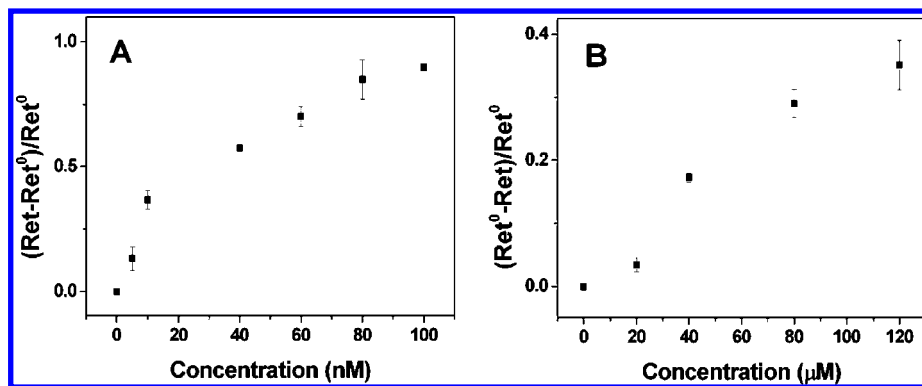 A
(Ret-Ret⁰)/Ret⁰
1.0
0.5
0.0
0 20 40 60 80 100
Concentration (nM)
B
(Ret⁰-Ret)/Ret⁰
0.4
0.2
0.0
0 20 40 60 80 100 120
Concentration (μM)